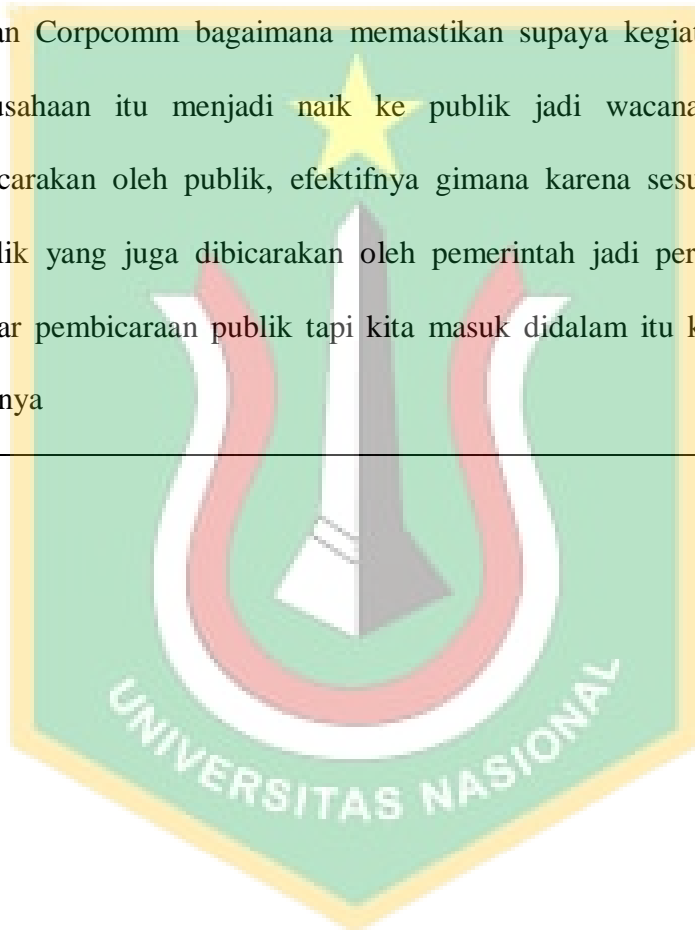 an Corpcomm bagaimana memastikan supaya kegiat
usahaan itu menjadi naik ke publik jadi wacana
carakan oleh publik, efektifnya gimana karena sesu
lik yang juga dibicarakan oleh pemerintah jadi per
ar pembicaraan publik tapi kita masuk didalam itu k
nya
UNIVERSITAS NASIONAL